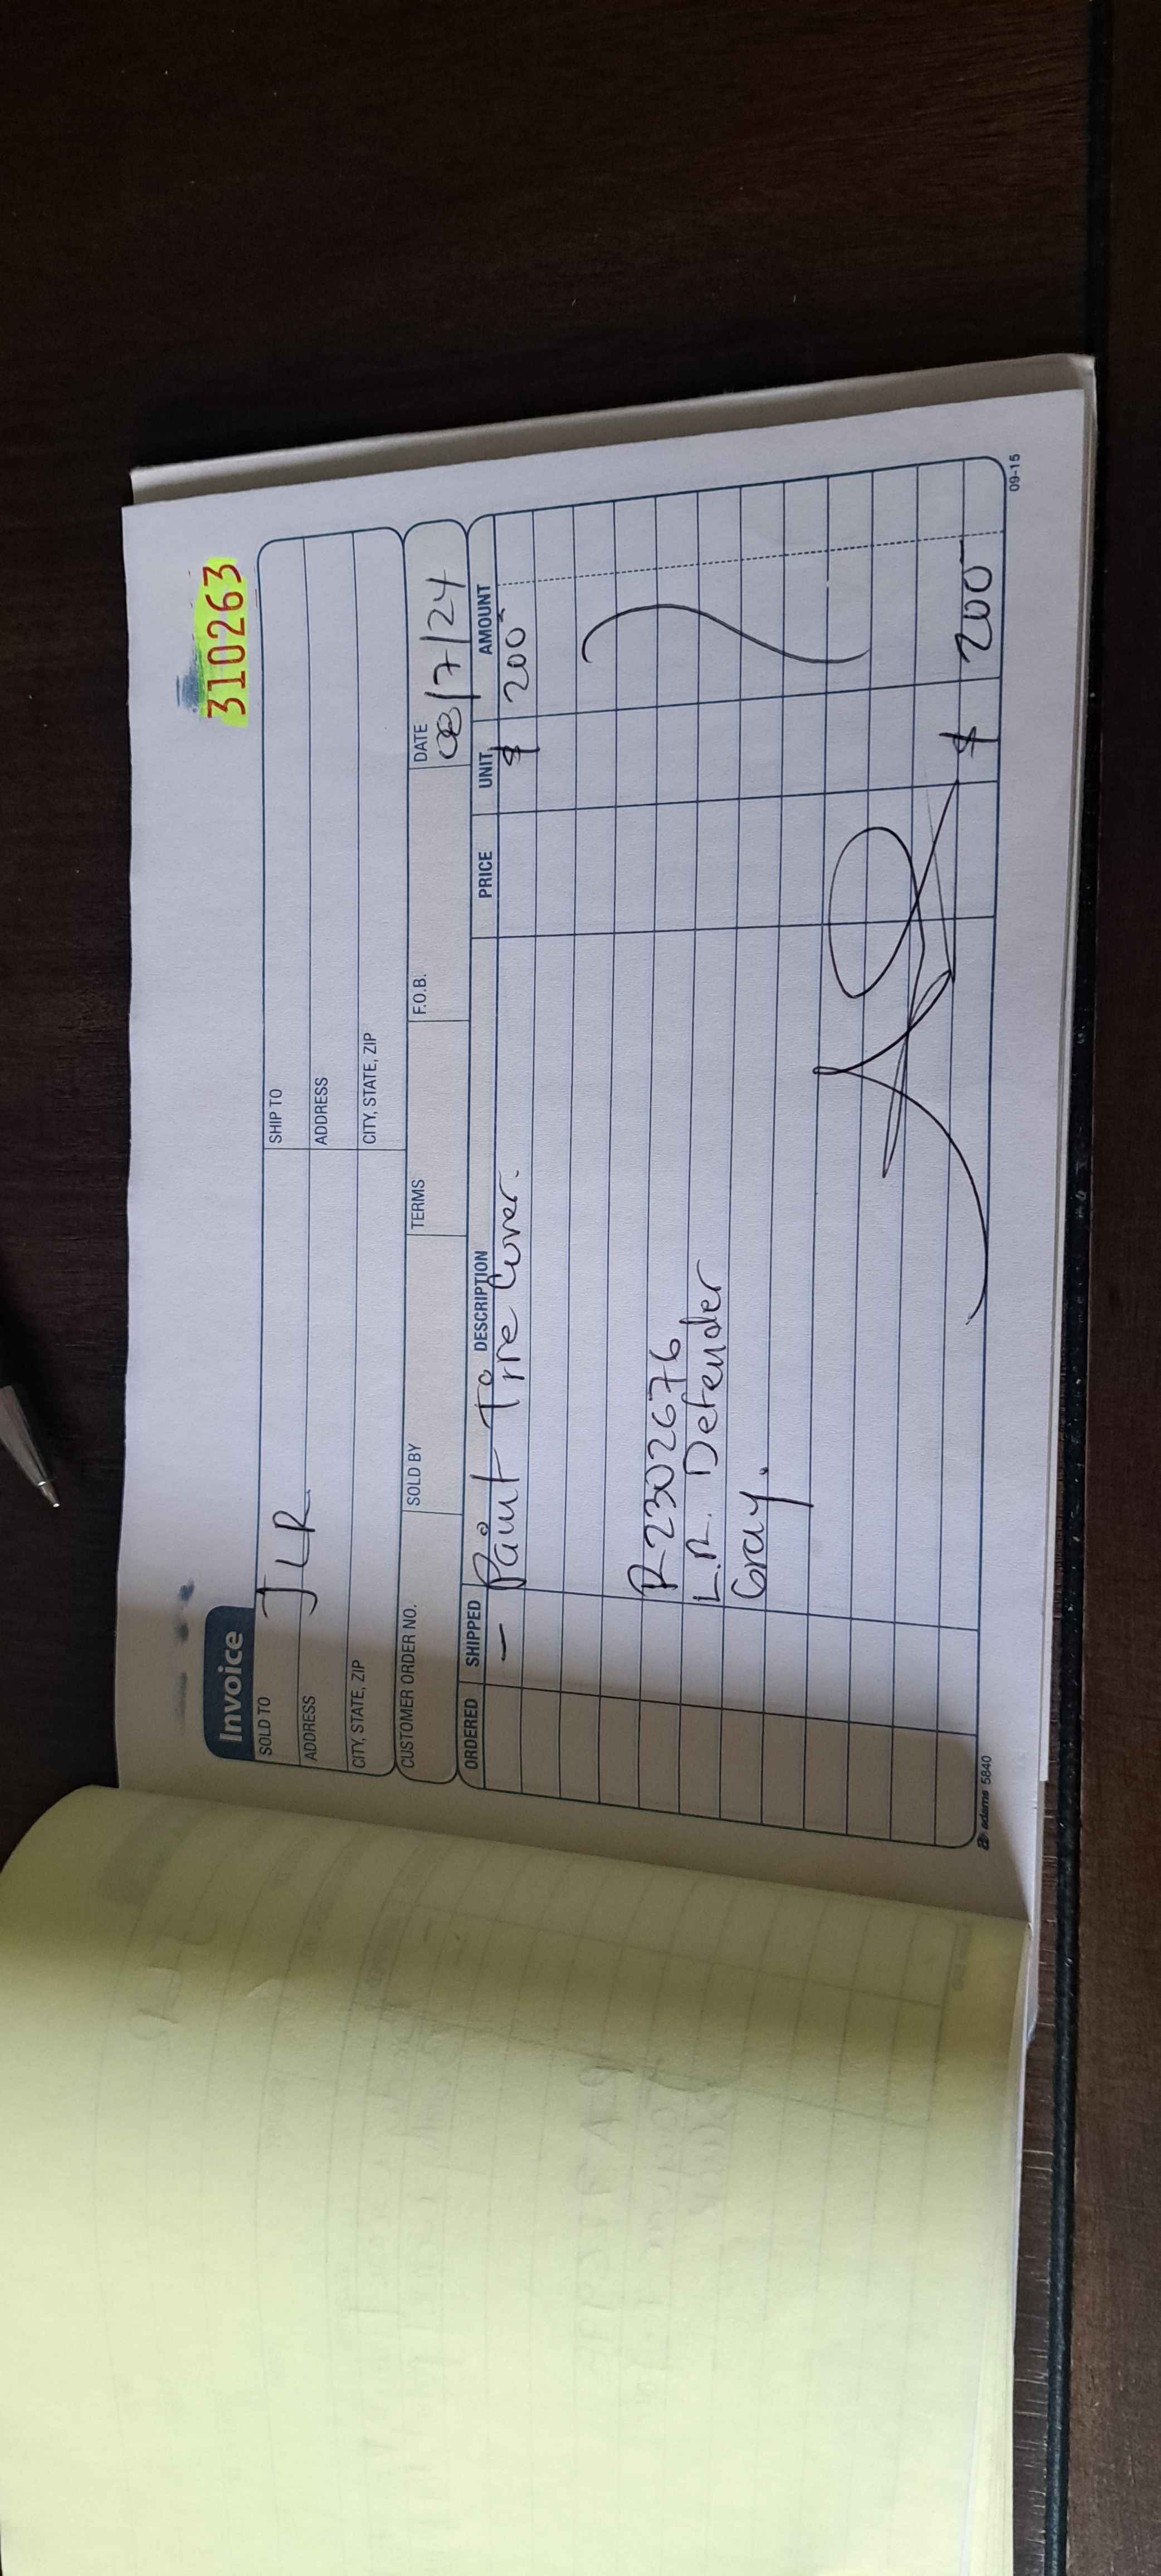 310263
Invoice
SOLD TO JLR
SHIP TO
ADDRESS
ADDRESS
CITY, STATE, ZIP
CITY, STATE, ZIP
CUSTOMER ORDER NO. SOLD BY TERMS F.O.B. DATE 08/7/24
ORDERED SHIPPED DESCRIPTION PRICE UNIT AMOUNT
- Paint Tire Cover. $ 200
R-2302676
L.R. Defender
Gray.
$ 200
adams 5840
09-15